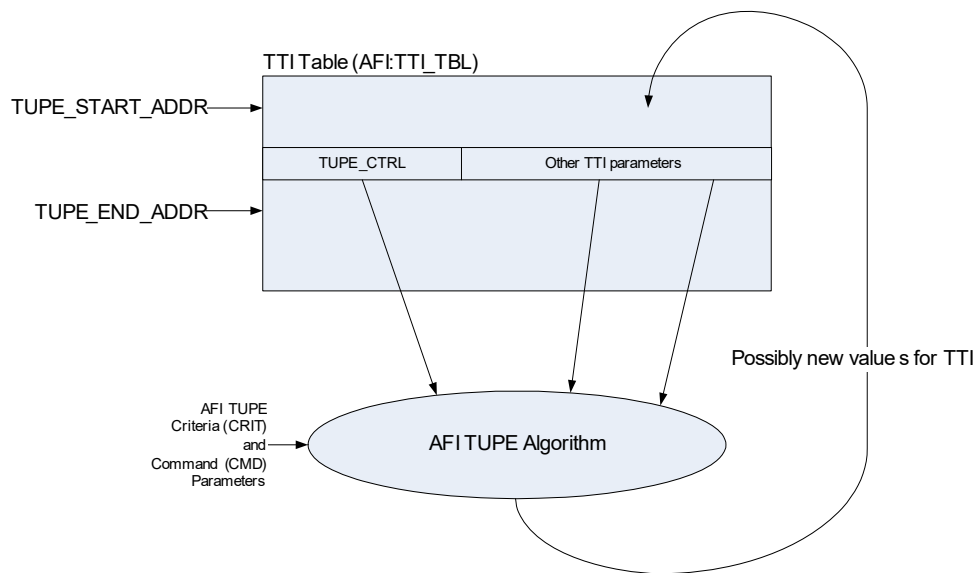 TTI Table (AFI:TTI_TBL)
TUPE_START_ADDR
TUPE_CTRL
Other TTI parameters
TUPE_END_ADDR
Possibly new value s for TTI
AFI TUPE
Criteria (CRIT)
and
Command (CMD)
Parameters
AFI TUPE Algorithm